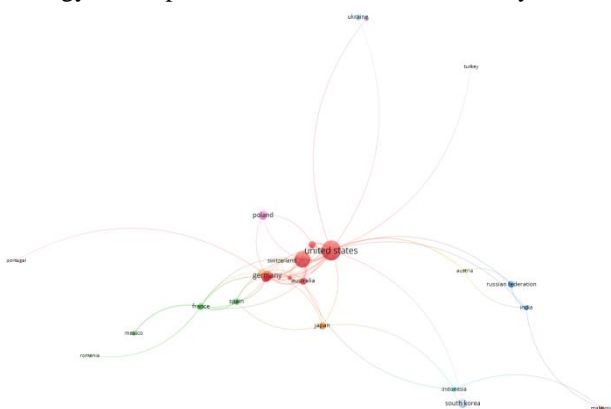 ukraine
turkey
poland
united states
switzerland
portugal
germany
australia
austria
russian federation
spain
france
india
japan
mexico
romania
indonesia
south korea